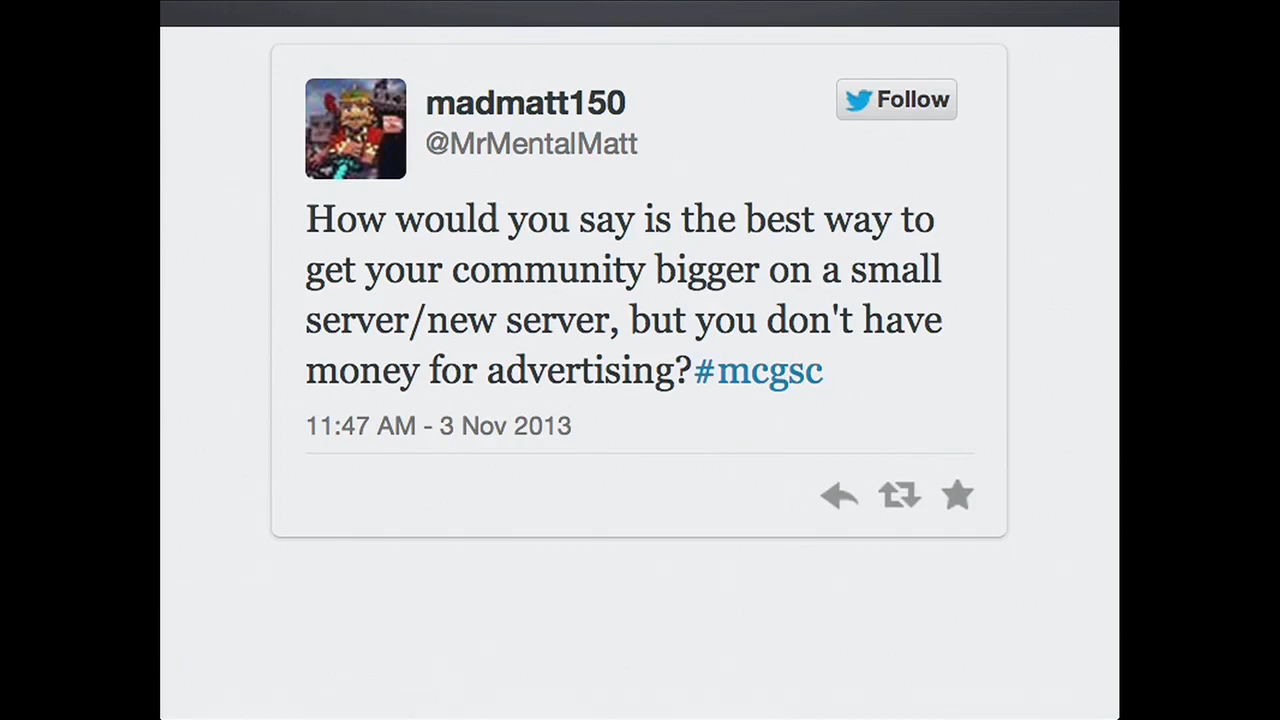 madmatt150
Follow
@MrMentalMatt
How would you say is the best way to
get your community bigger on a small
server/new server, but you don't have
money for advertising?#mcgsc
11:47 AM - 3 Nov 2013